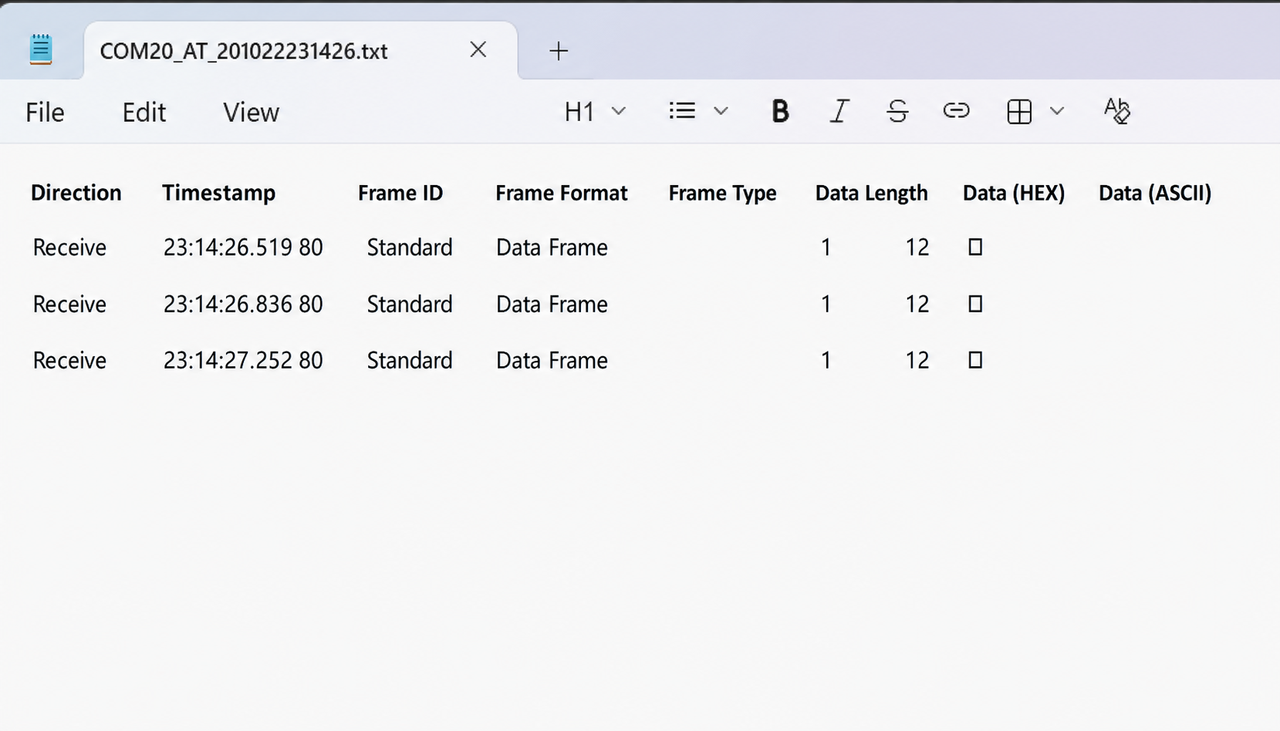 COM20_AT_201022231426.txt
File Edit View H1 B I S Ab
Direction Timestamp Frame ID Frame Format Frame Type Data Length Data (HEX) Data (ASCII)
Receive 23:14:26.519 80 Standard Data Frame 1 12 □
Receive 23:14:26.836 80 Standard Data Frame 1 12 □
Receive 23:14:27.252 80 Standard Data Frame 1 12 □